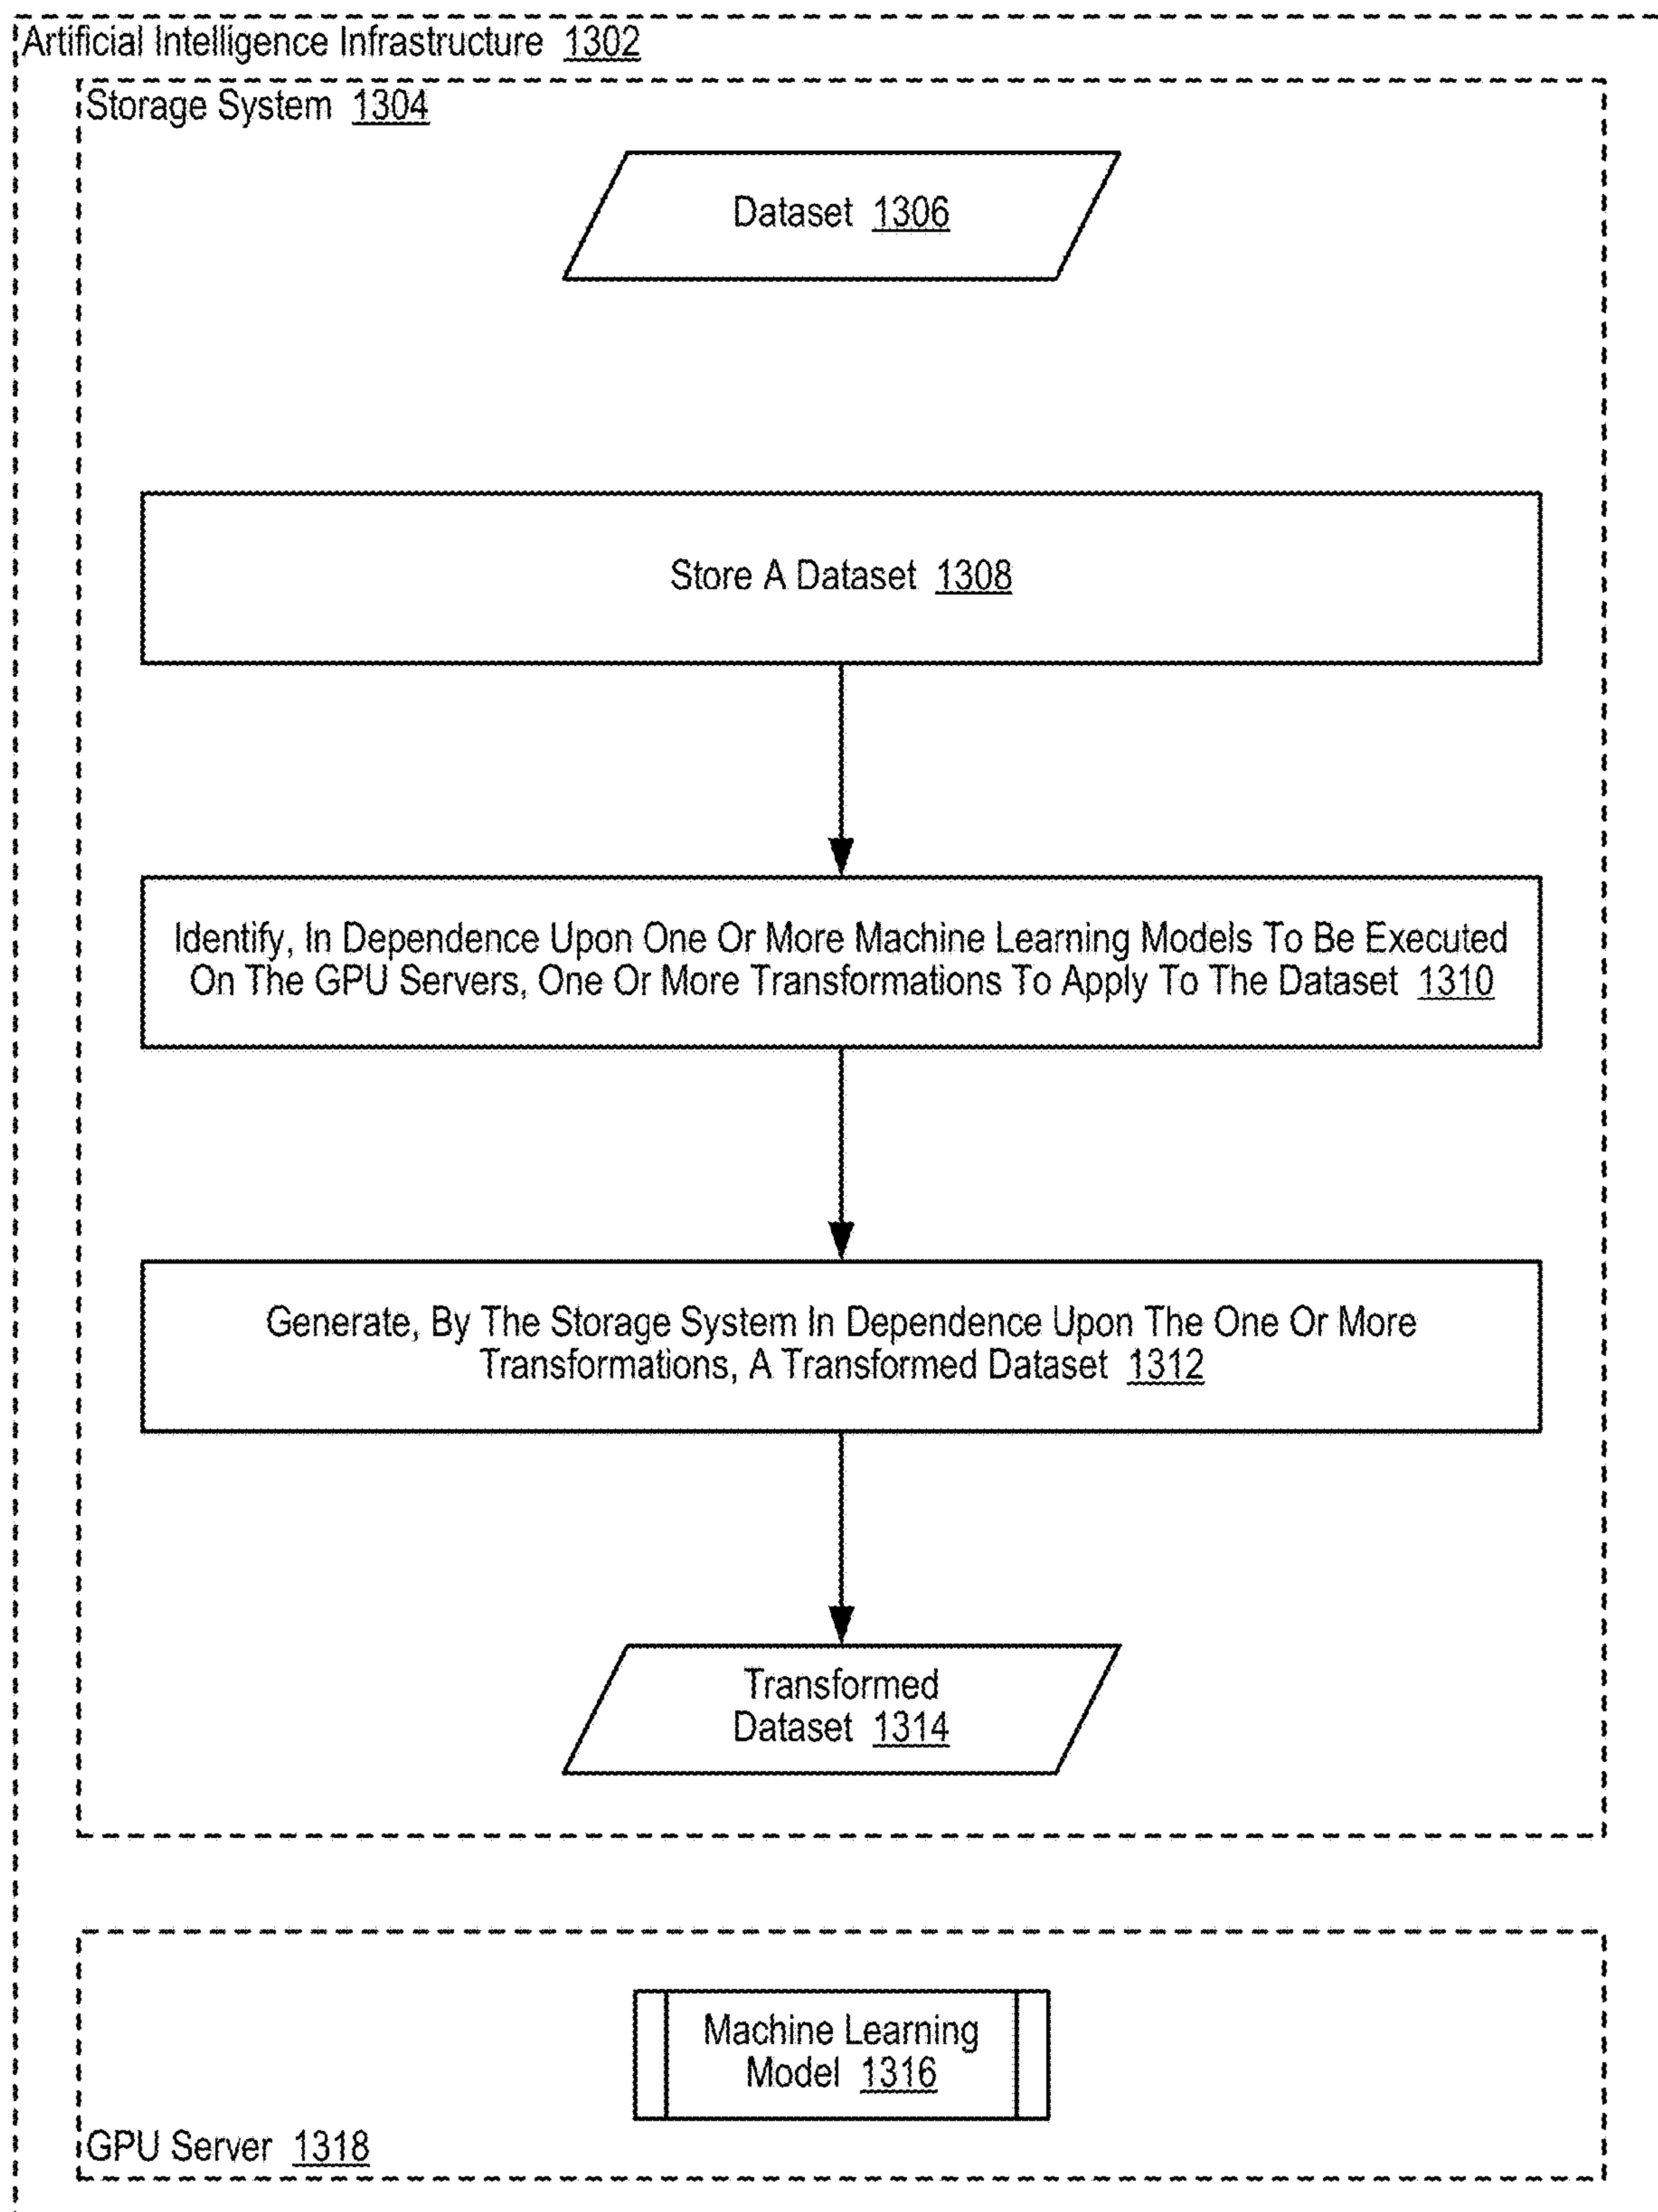 Artificial Intelligence Infrastructure 1302
Storage System 1304
Dataset 1306
Store A Dataset 1308
Identify, In Dependence Upon One Or More Machine Learning Models To Be Executed
On The GPU Servers, One Or More Transformations To Apply To The Dataset 1310
Generate, By The Storage System In Dependence Upon The One Or More
Transformations, A Transformed Dataset 1312
Transformed
Dataset 1314
Machine Learning
Model 1316
GPU Server 1318